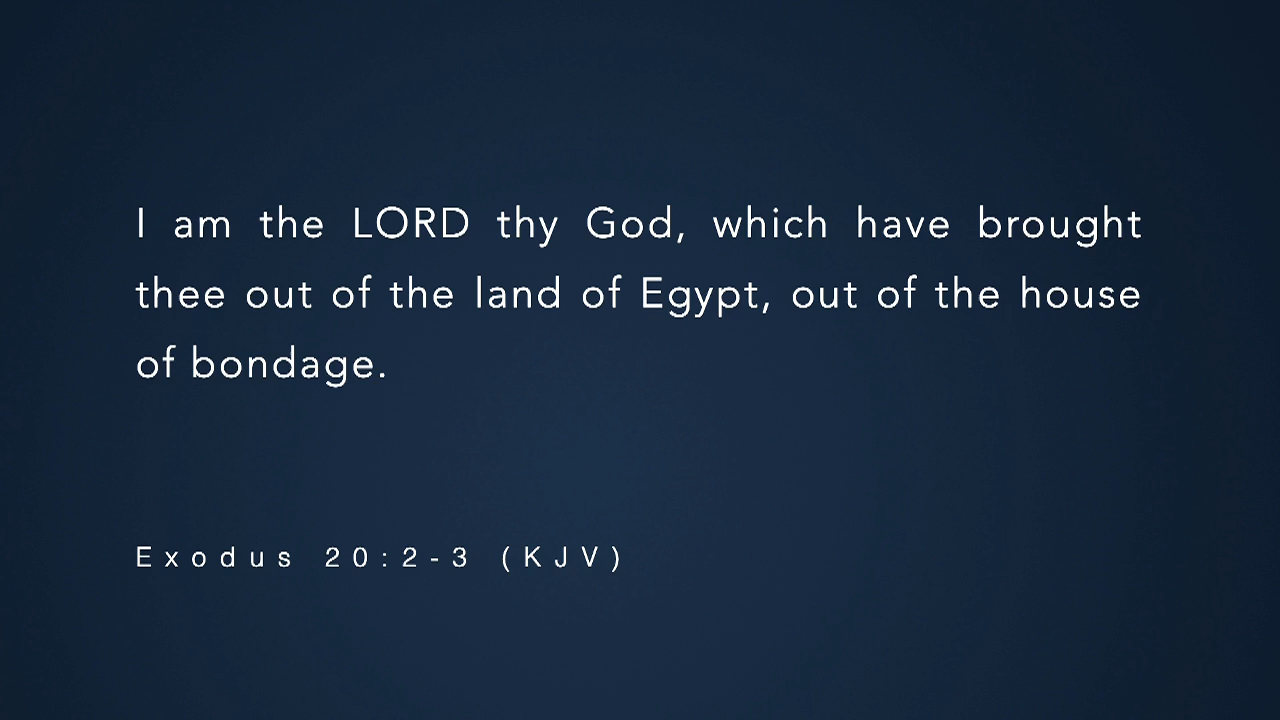 I am the LORD thy God, which have brought
thee out of the land of Egypt, out of the house
of bondage.
Exodus 20:2-3 (KJV)